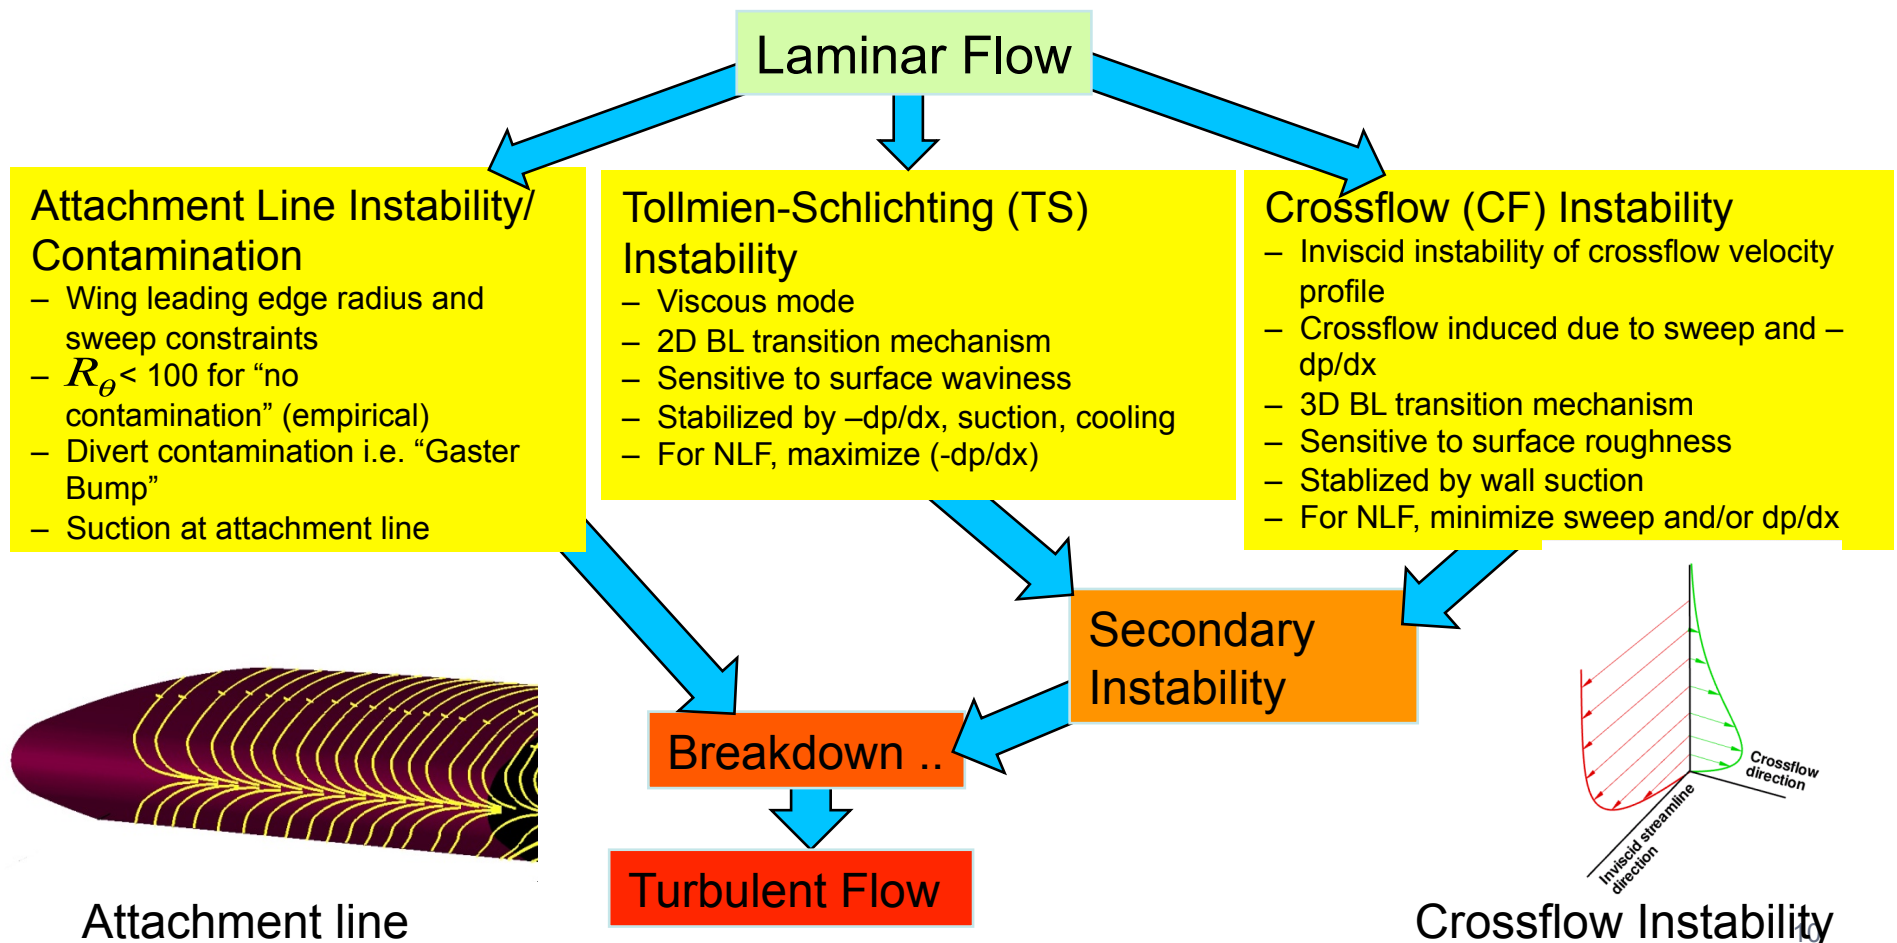 Laminar Flow
Attachment Line Instability/
Contamination
– Wing leading edge radius and
sweep constraints
– R_θ < 100 for “no
contamination” (empirical)
– Divert contamination i.e. “Gaster
Bump”
– Suction at attachment line
Tollmien-Schlichting (TS)
Instability
– Viscous mode
– 2D BL transition mechanism
– Sensitive to surface waviness
– Stabilized by –dp/dx, suction, cooling
– For NLF, maximize (-dp/dx)
Crossflow (CF) Instability
– Inviscid instability of crossflow velocity
profile
– Crossflow induced due to sweep and –
dp/dx
– 3D BL transition mechanism
– Sensitive to surface roughness
– Stablized by wall suction
– For NLF, minimize sweep and/or dp/dx
Secondary
Instability
Breakdown ..
Turbulent Flow
Attachment line
Crossflow
direction
Inviscid streamline
direction
Crossflow Instability
10